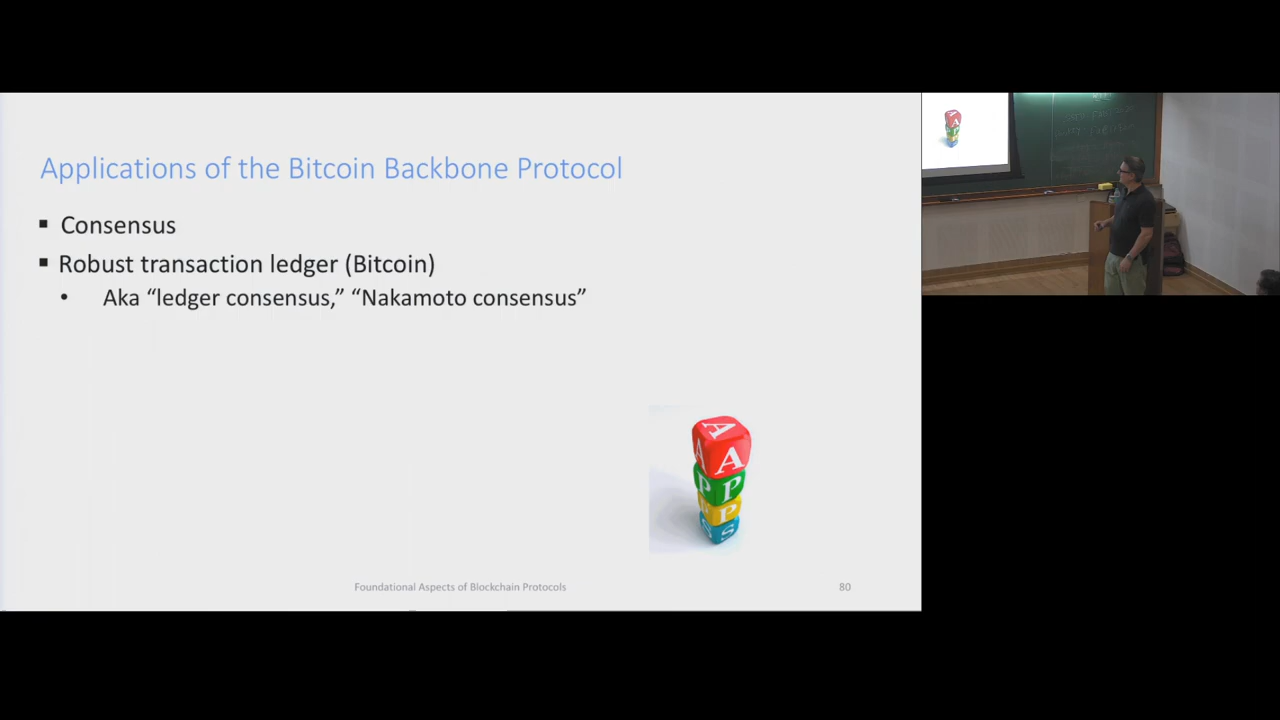 Applications of the Bitcoin Backbone Protocol
▪ Consensus
▪ Robust transaction ledger (Bitcoin)
• Aka “ledger consensus,” “Nakamoto consensus”
A
A A
P P
P
S S
Foundational Aspects of Blockchain Protocols
80